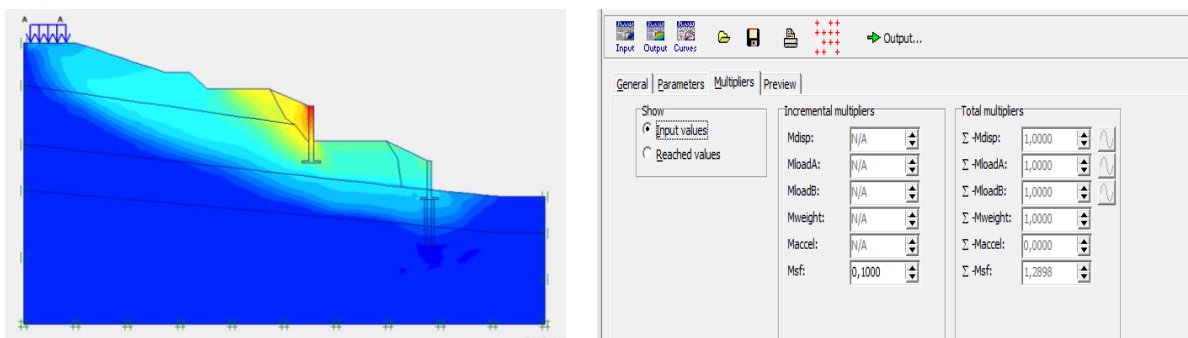 A A
Input Output Curves Output...
General Parameters Multipliers Preview
Show
Input values
Reached values
Incremental multipliers
Mdisp: N/A
MloadA: N/A
MloadB: N/A
Mweight: N/A
Maccel: N/A
Msf: 0,1000
Total multipliers
Σ -Mdisp: 1,0000
Σ -MloadA: 1,0000
Σ -MloadB: 1,0000
Σ -Mweight: 1,0000
Σ -Maccel: 0,0000
Σ -Msf: 1,2898